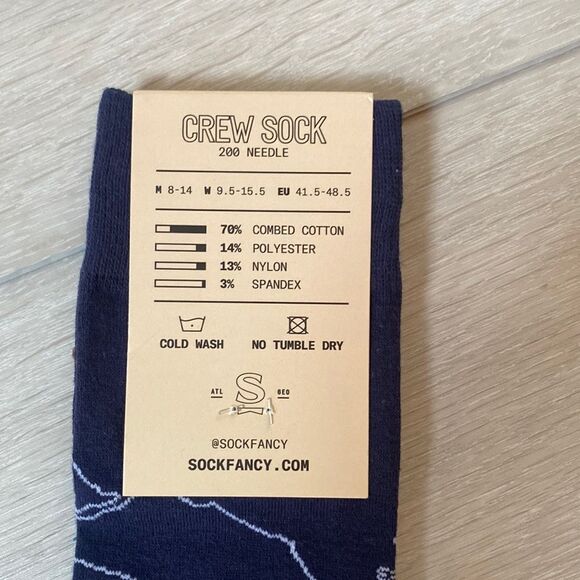 CREW SOCK
200 NEEDLE
M 8-14 W 9.5-15.5 EU 41.5-48.5
70% COMBED COTTON
14% POLYESTER
13% NYLON
3% SPANDEX
COLD WASH NO TUMBLE DRY
ATL S GEO
@SOCKFANCY
SOCKFANCY.COM